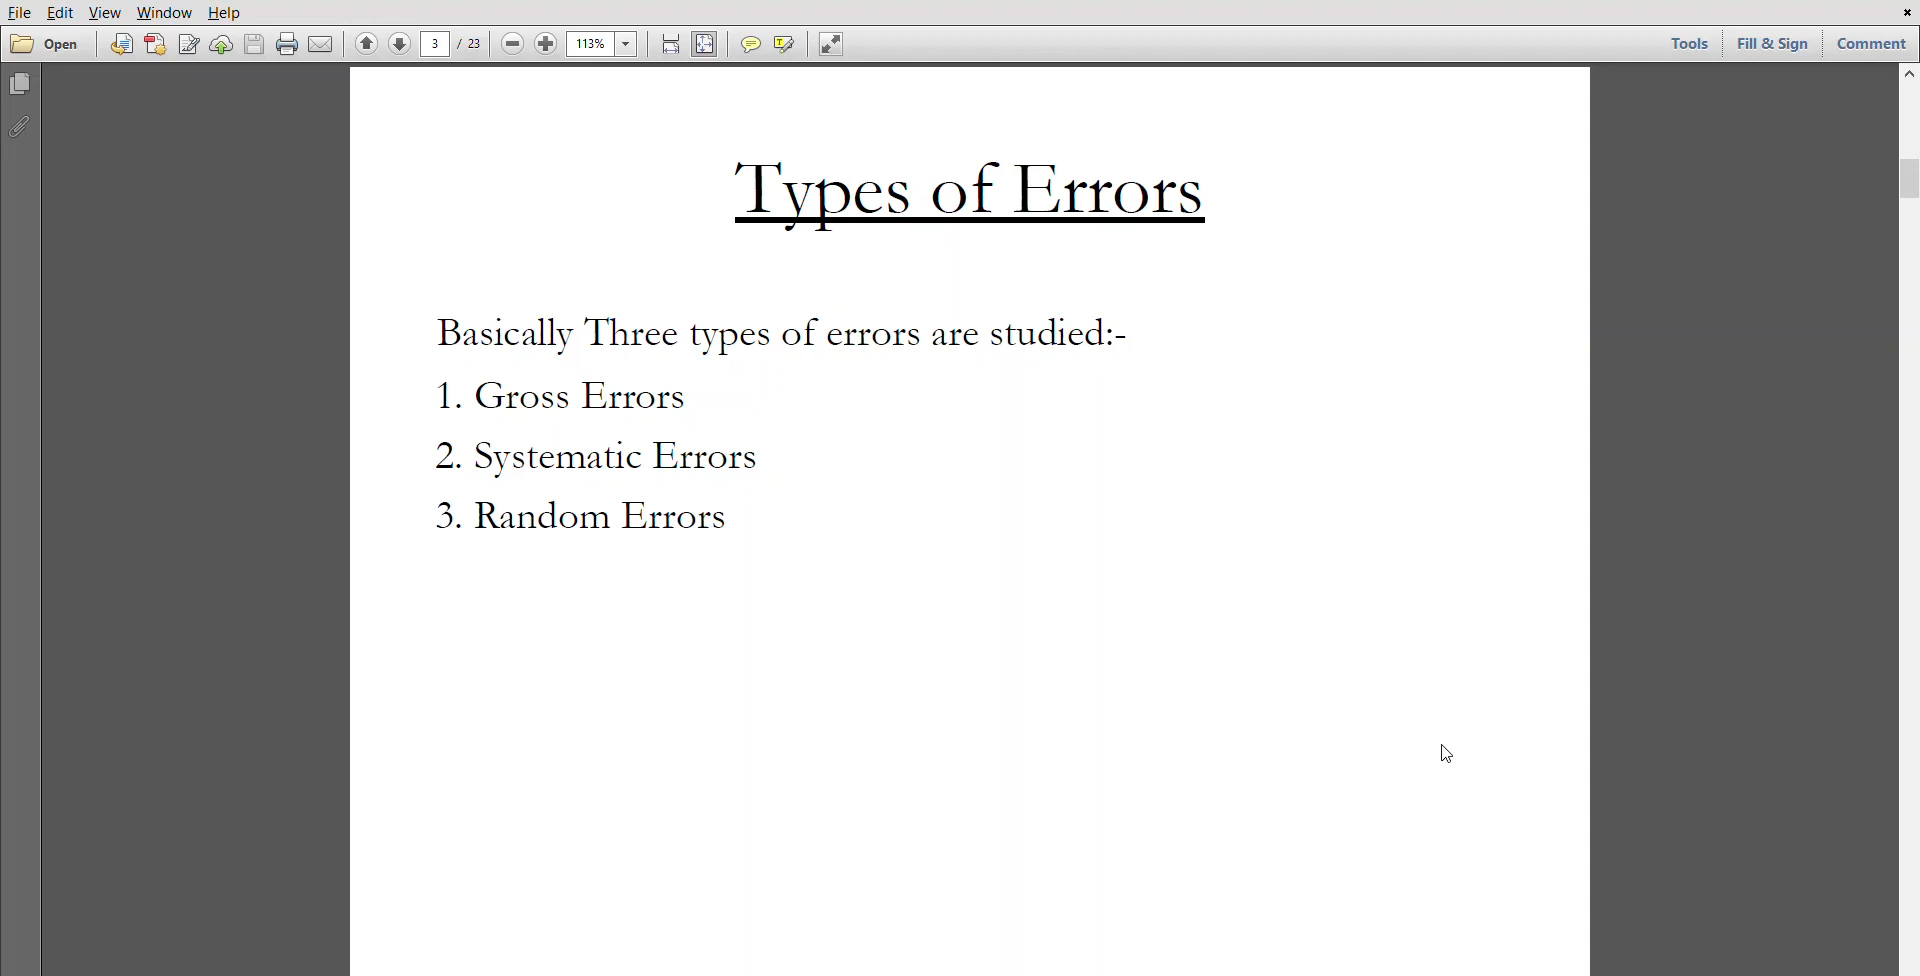 File Edit View Window Help
Open 3 / 23 113% Tools Fill & Sign Comment
Types of Errors
Basically Three types of errors are studied:-
1. Gross Errors
2. Systematic Errors
3. Random Errors